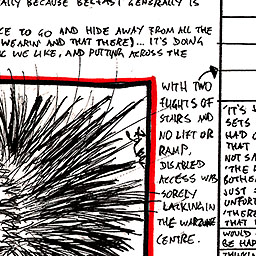 ALLY BECAUSE BELFAST GENERALLY IS
CE TO GO AND HIDE AWAY FROM ALL THE
WEARIN AND THAT THERE)... IT'S DOING
WE LIKE, AND PUTTING ACROSS THE
WITH TWO
FLIGHTS OF
STAIRS AND
NO LIFT OR
RAMP,
DISABLED
ACCESS WAS
SORELY
LACKING IN
THE WARZONE
CENTRE.
'IT'S
SETS
HAD
THAT
NOT SA
'THE
BOTHE
JUST
UNFORT
'THERE
THAT
WOULD
BE HAP
THINKING